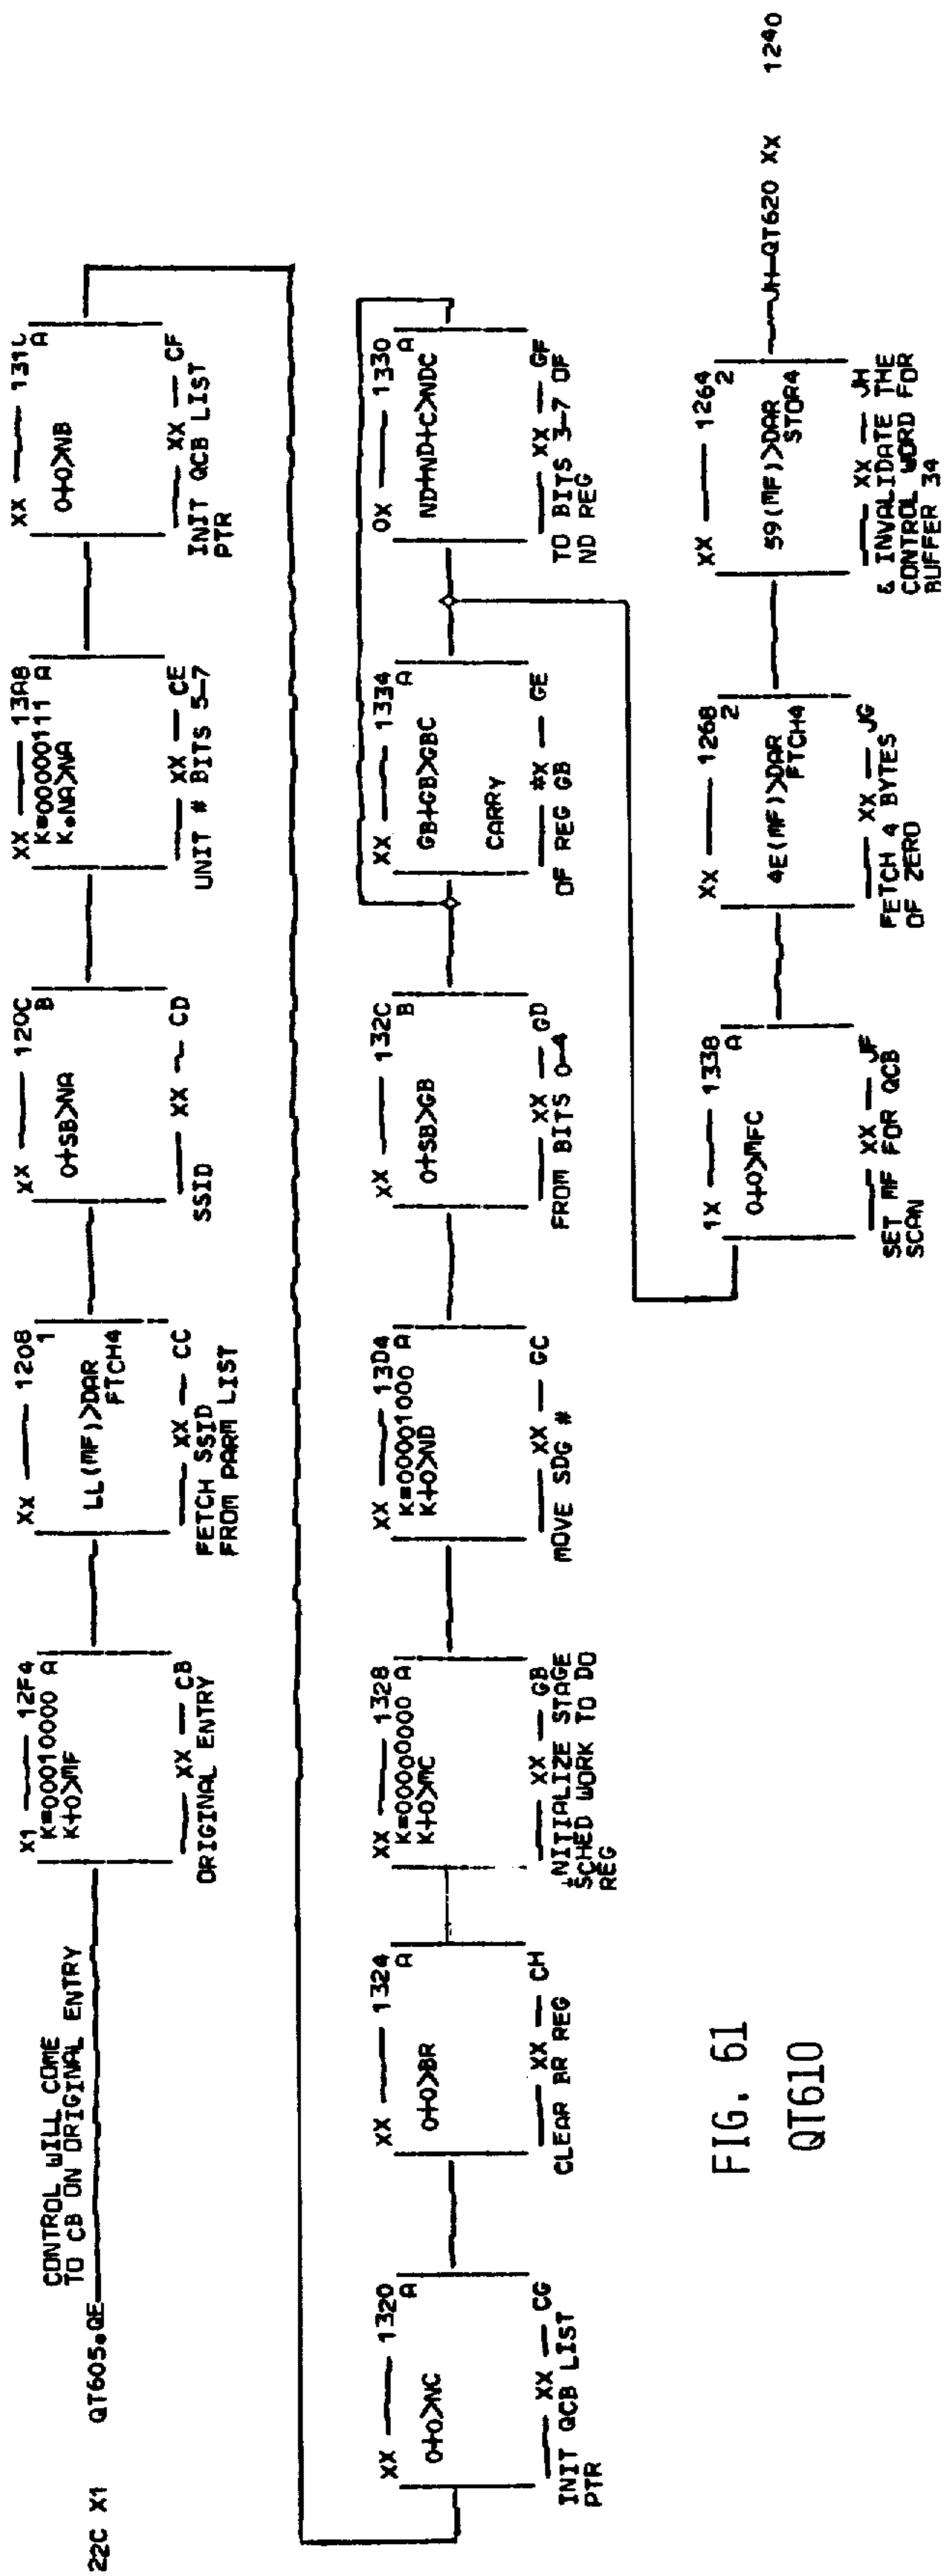 CONTROL WILL COME
TO CB ON ORIGINAL ENTRY
22C X1 QT605.QE
X1 12F4
K=00010000 A
K+0>MF
XX CB
ORIGINAL ENTRY
XX 1208
1
LL(MF)>DAR
FTCH4
XX CC
FETCH SSID
FROM PARM LIST
XX 120C
B
0+SB>NA
XX CD
SSID
XX 13A8
K=00000111 A
K.NA>NA
XX CE
UNIT # BITS 5-7
XX 131C
A
0+0>NB
XX CF
INIT QCB LIST
PTR
XX 1320
A
0+0>NC
XX CG
INIT QCB LIST
PTR
XX 1324
A
0+0>BR
XX CH
CLEAR BR REG
XX 1328
K=00000000 A
K+0>MC
XX GB
INITIALIZE STAGE
SCHED WORK TO DO
REG
XX 13D4
K=00001000 A
K+0>ND
XX GC
MOVE SDG #
XX 132C
B
0+SB>GB
XX GD
FROM BITS 0-4
XX 1334
A
GB+GB>GBC
CARRY
*X GE
OF REG GB
0X 1330
A
ND+ND+C>NDC
XX GF
TO BITS 3-7 OF
ND REG
1X 1338
A
0+0>MFC
XX JF
SET MF FOR QCB
SCAN
XX 1268
2
4E(MF)>DAR
FTCH4
XX JG
FETCH 4 BYTES
OF ZERO
XX 1264
2
59(MF)>DAR
STOR4
XX JH
& INVALIDATE THE
CONTROL WORD FOR
BUFFER 34
JH-QT620 XX 1240
FIG. 61
QT610